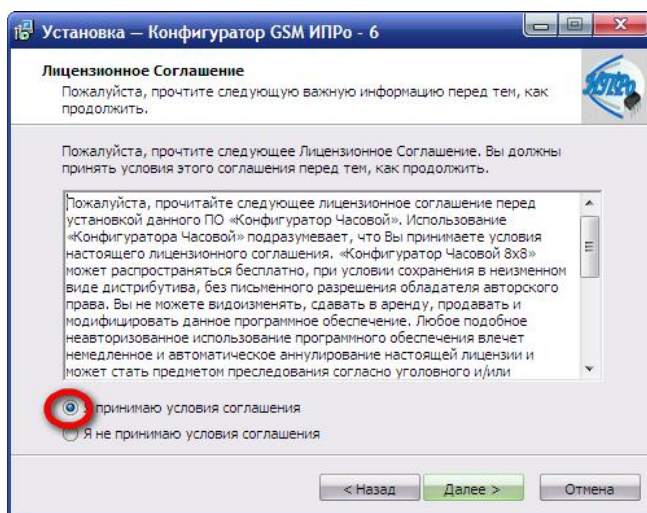 Установка — Конфигуратор GSM ИПРо - 6
Лицензионное Соглашение
Пожалуйста, прочтите следующую важную информацию перед тем, как
продолжить.
ИПРо
Пожалуйста, прочтите следующее Лицензионное Соглашение. Вы должны
принять условия этого соглашения перед тем, как продолжить.
Пожалуйста, прочитайте следующее лицензионное соглашение перед
установкой данного ПО «Конфигуратор Часовой». Использование
«Конфигуратора Часовой» подразумевает, что Вы принимаете условия
настоящего лицензионного соглашения. «Конфигуратор Часовой 8x8»
может распространяться бесплатно, при условии сохранения в неизменном
виде дистрибутива, без письменного разрешения обладателя авторского
права. Вы не можете видоизменять, сдавать в аренду, продавать и
модифицировать данное программное обеспечение. Любое подобное
неавторизованное использование программного обеспечения влечет
немедленное и автоматическое аннулирование настоящей лицензии и
может стать предметом преследования согласно уголовного и/или
Я принимаю условия соглашения
Я не принимаю условия соглашения
< Назад Далее > Отмена